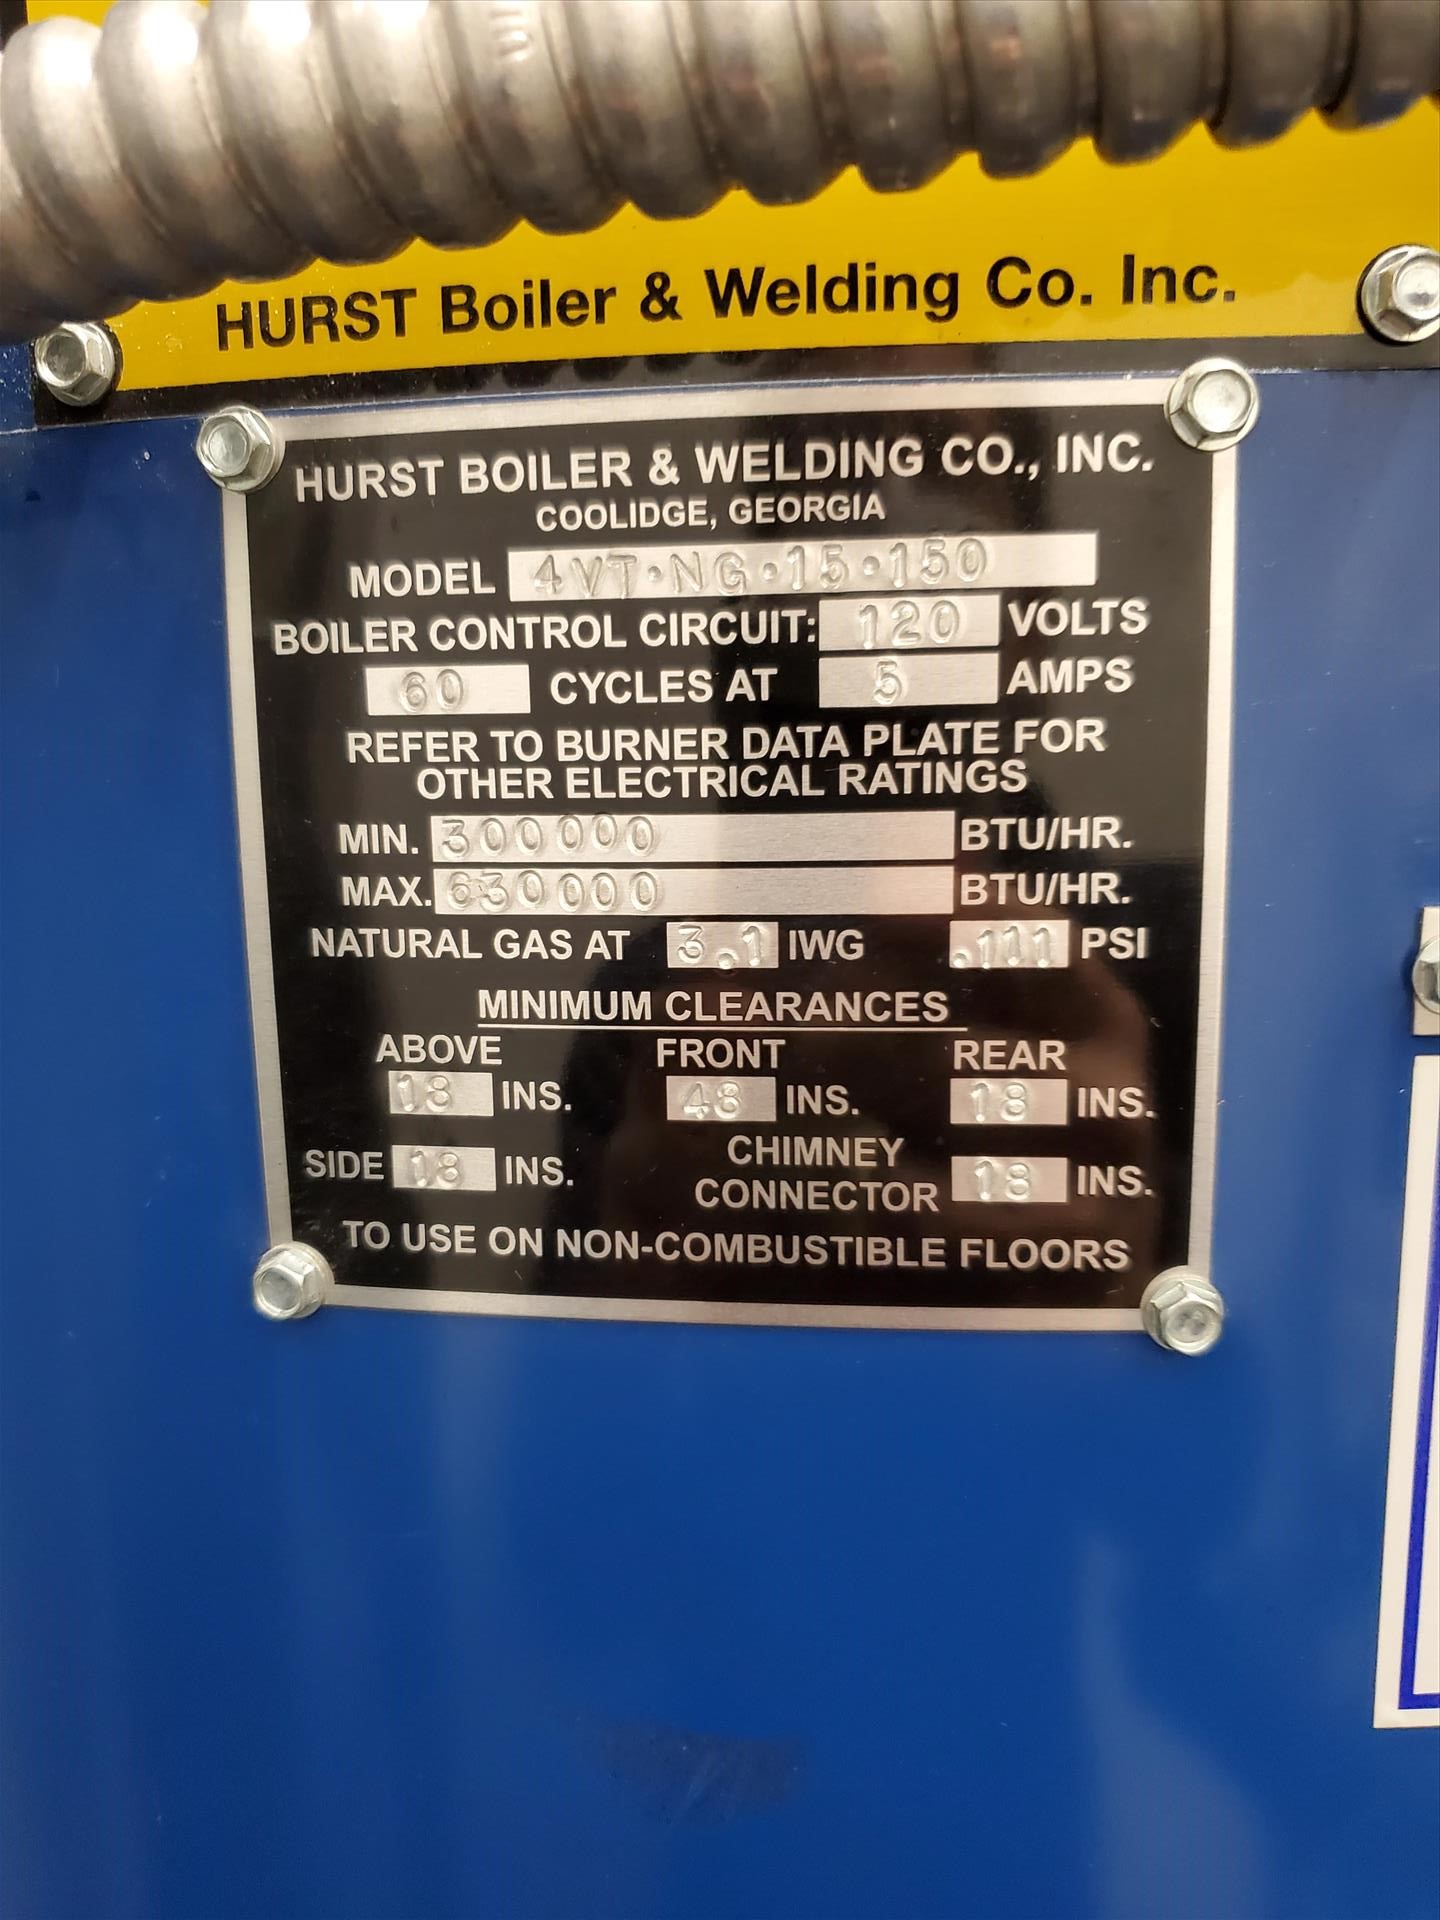 HURST Boiler & Welding Co. Inc.
HURST BOILER & WELDING CO., INC.
COOLIDGE, GEORGIA
MODEL 4VT·NG·15·150
BOILER CONTROL CIRCUIT: 120 VOLTS
60 CYCLES AT 5 AMPS
REFER TO BURNER DATA PLATE FOR
OTHER ELECTRICAL RATINGS
MIN. 300000 BTU/HR.
MAX. 630000 BTU/HR.
NATURAL GAS AT 3.1 IWG .111 PSI
MINIMUM CLEARANCES
ABOVE FRONT REAR
18 INS. 48 INS. 18 INS.
SIDE 18 INS. CHIMNEY
CONNECTOR 18 INS.
TO USE ON NON-COMBUSTIBLE FLOORS